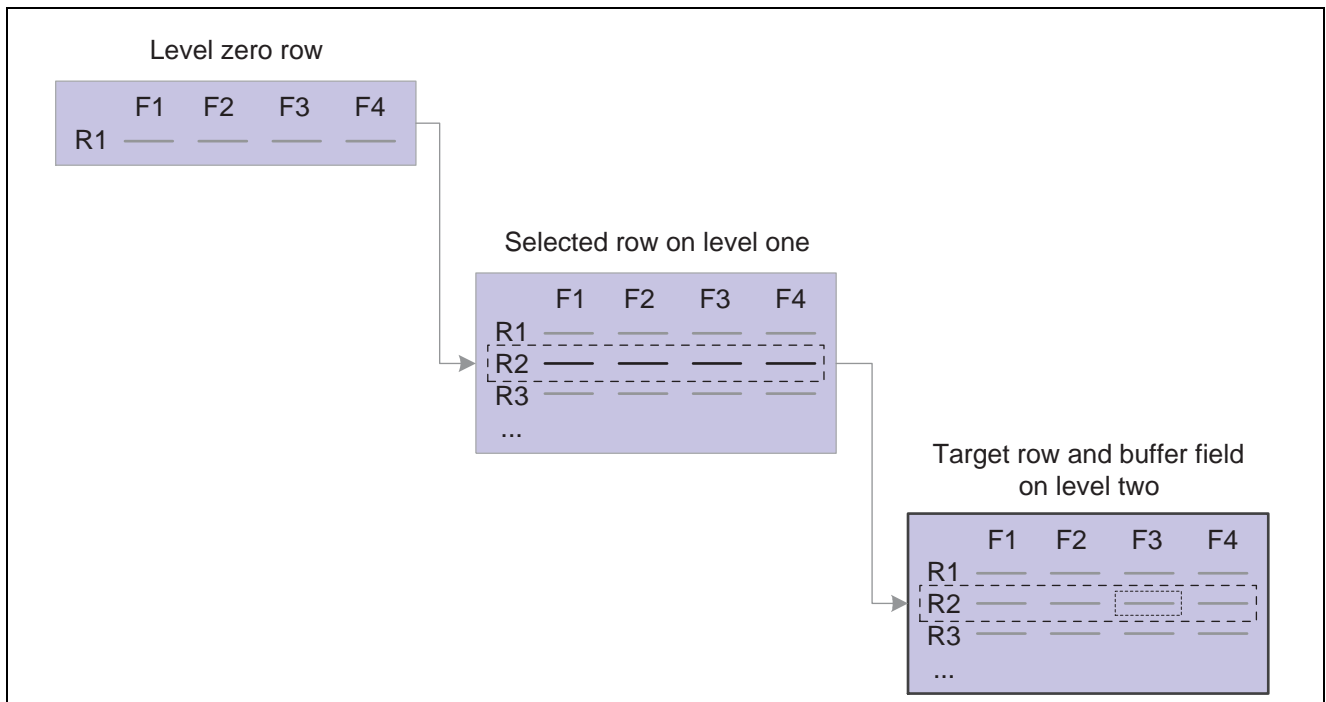 Level zero row
F1 F2 F3 F4
R1
Selected row on level one
F1 F2 F3 F4
R1
R2
R3
...
Target row and buffer field
on level two
F1 F2 F3 F4
R1
R2
R3
...